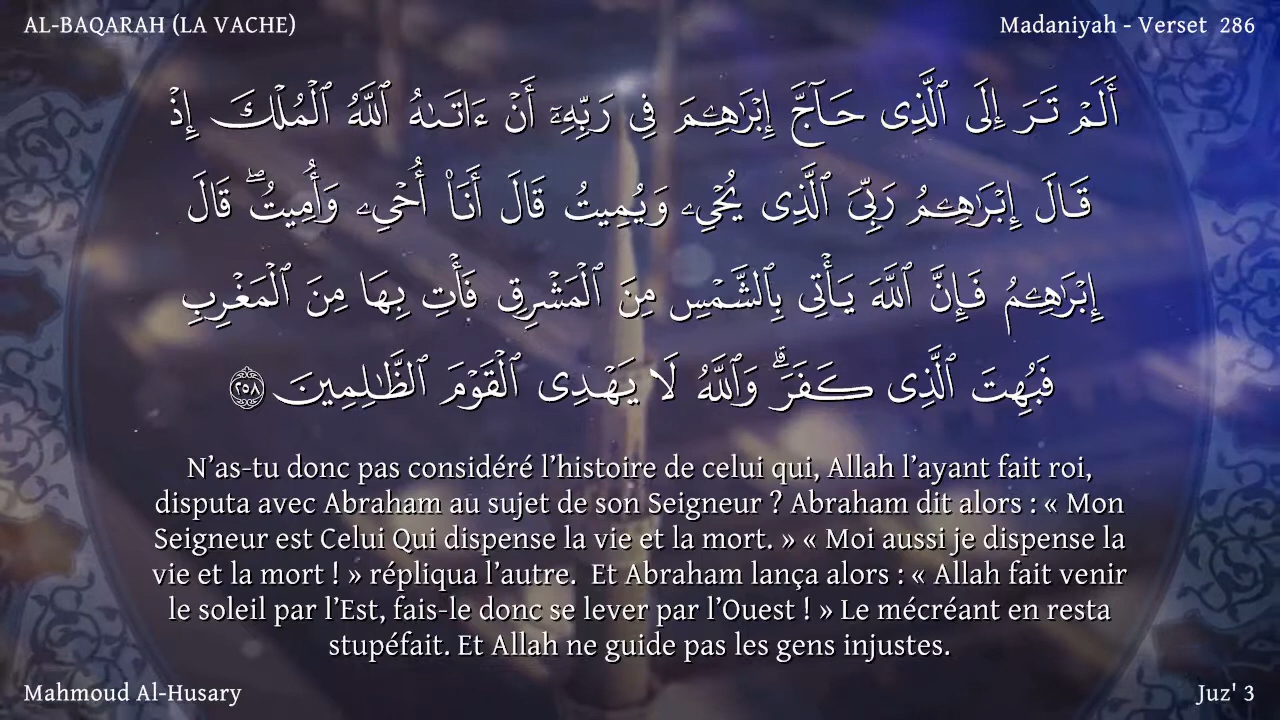 AL-BAQARAH (LA VACHE)
Madaniyah - Verset 286
أَلَمْ تَرَ إِلَى ٱلَّذِى حَآجَّ إِبْرَٰهِـۧمَ فِى رَبِّهِۦٓ أَنْ ءَاتَىٰهُ ٱللَّهُ ٱلْمُلْكَ إِذْ
قَالَ إِبْرَٰهِـۧمُ رَبِّىَ ٱلَّذِى يُحْىِۦ وَيُمِيتُ قَالَ أَنَا۠ أُحْىِۦ وَأُمِيتُ ۖ قَالَ
إِبْرَٰهِـۧمُ فَإِنَّ ٱللَّهَ يَأْتِى بِٱلشَّمْسِ مِنَ ٱلْمَشْرِقِ فَأْتِ بِهَا مِنَ ٱلْمَغْرِبِ
فَبُهِتَ ٱلَّذِى كَفَرَ ۗ وَٱللَّهُ لَا يَهْدِى ٱلْقَوْمَ ٱلظَّـٰلِمِينَ ٢٥٨
N’as-tu donc pas considéré l’histoire de celui qui, Allah l’ayant fait roi,
disputa avec Abraham au sujet de son Seigneur ? Abraham dit alors : « Mon
Seigneur est Celui Qui dispense la vie et la mort. » « Moi aussi je dispense la
vie et la mort ! » répliqua l’autre.  Et Abraham lança alors : « Allah fait venir
le soleil par l’Est, fais-le donc se lever par l’Ouest ! » Le mécréant en resta
stupéfait. Et Allah ne guide pas les gens injustes.
Mahmoud Al-Husary
Juz' 3